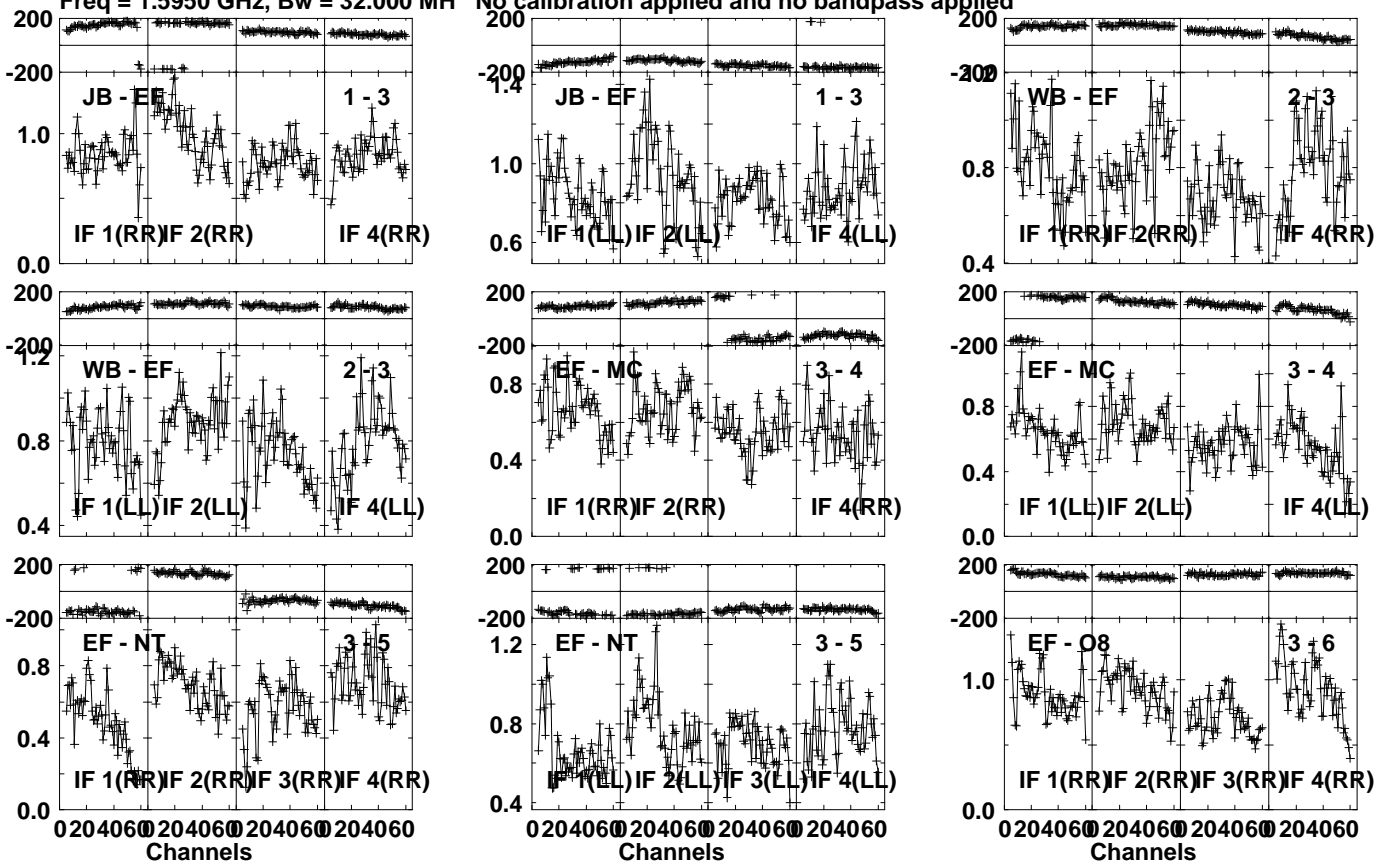 Freq = 1.5950 GHz, Bw = 32.000 MH No calibration applied and no bandpass applied
200
-200
JB - EF 1 - 3
1.0
IF 1(RR) IF 2(RR) IF 4(RR)
0.0
200
-200
1.4
JB - EF 1 - 3
1.0
0.6
IF 1(LL) IF 2(LL) IF 4(LL)
200
-200
1.2
WB - EF 2 - 3
0.8
IF 1(RR) IF 2(RR) IF 4(RR)
0.4
200
-200
1.2
WB - EF 2 - 3
0.8
IF 1(LL) IF 2(LL) IF 4(LL)
0.4
200
-200
EF - MC 3 - 4
0.8
0.4
IF 1(RR) IF 2(RR) IF 4(RR)
0.0
200
-200
EF - MC 3 - 4
0.8
0.4
IF 1(LL) IF 2(LL) IF 4(LL)
0.0
200
-200
EF - NT 3 - 5
0.8
0.4
IF 1(RR) IF 2(RR) IF 3(RR) IF 4(RR)
0.0
0 20 40 60 0 20 40 60 0 20 40 60 0 20 40 60
Channels
200
-200
1.2
EF - NT 3 - 5
0.8
IF 1(LL) IF 2(LL) IF 3(LL) IF 4(LL)
0.4
0 20 40 60 0 20 40 60 0 20 40 60 0 20 40 60
Channels
200
-200
EF - O8 3 - 6
1.0
IF 1(RR) IF 2(RR) IF 3(RR) IF 4(RR)
0.0
0 20 40 60 0 20 40 60 0 20 40 60 0 20 40 60
Channels